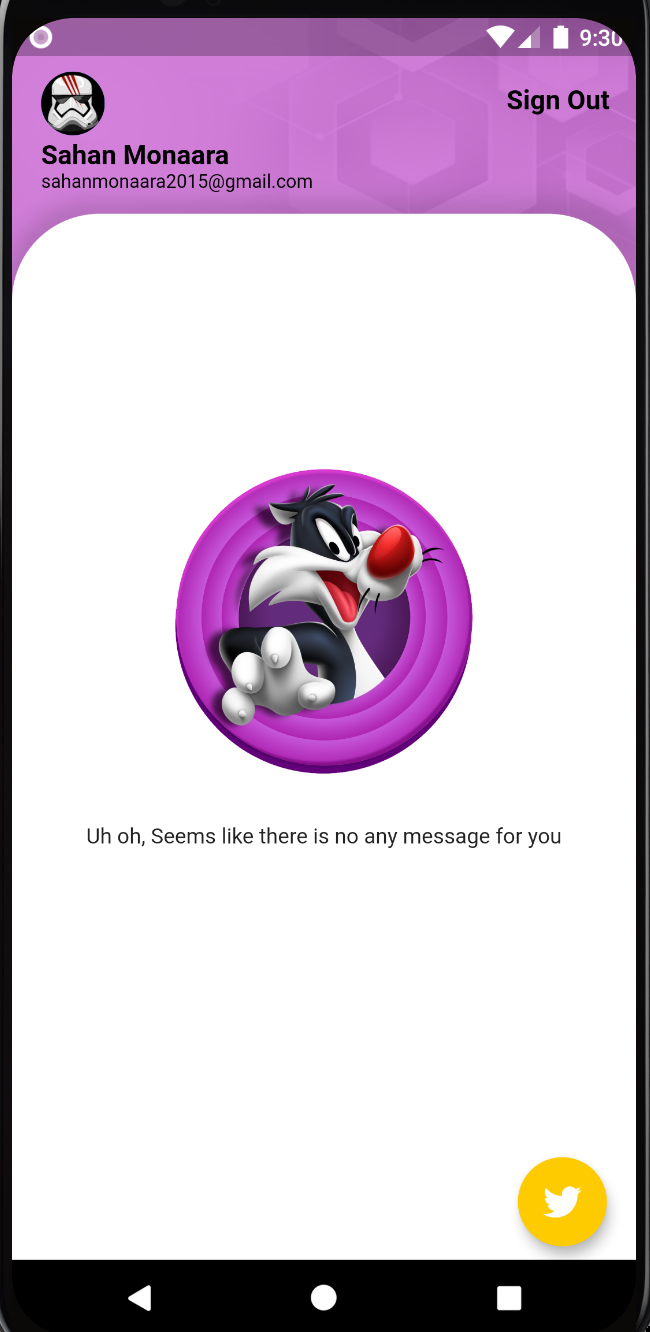 9:30
Sign Out
Sahan Monaara
sahanmonaara2015@gmail.com
Uh oh, Seems like there is no any message for you